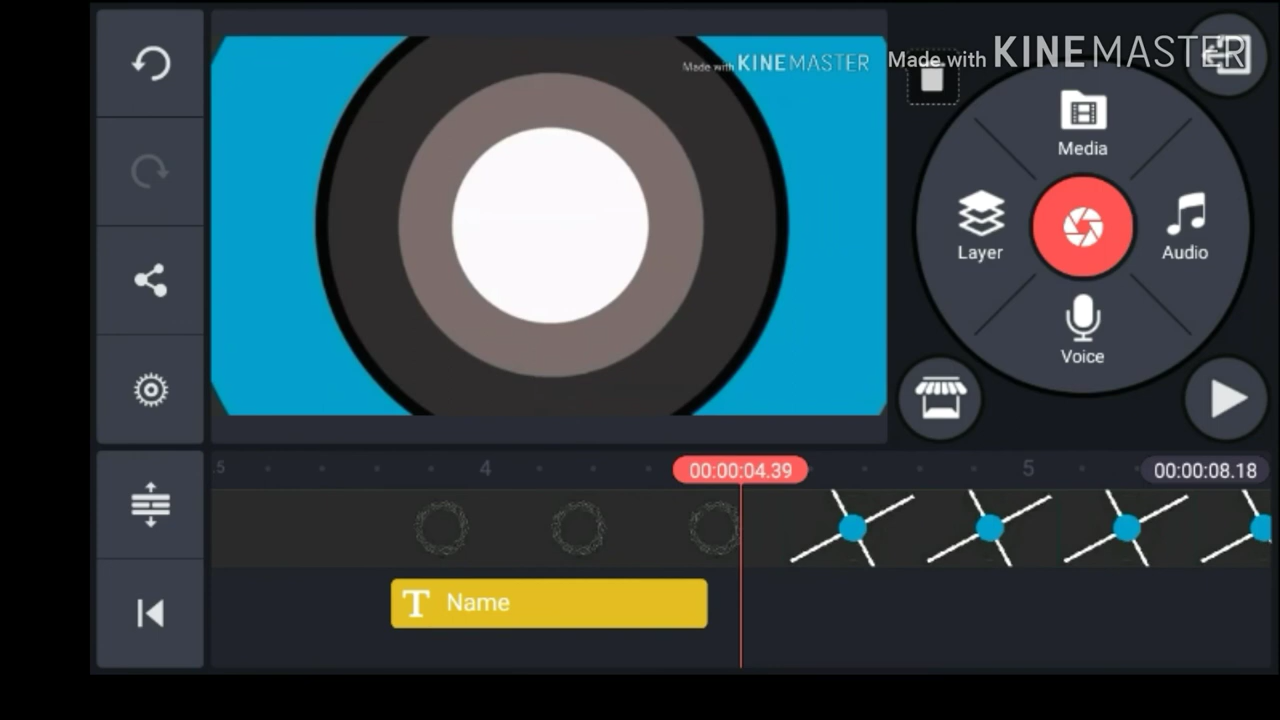 Made with KINEMASTER
Made with KINEMASTER
Media
Layer
Audio
Voice
.5
4
00:00:04.39
5
00:00:08.18
T Name